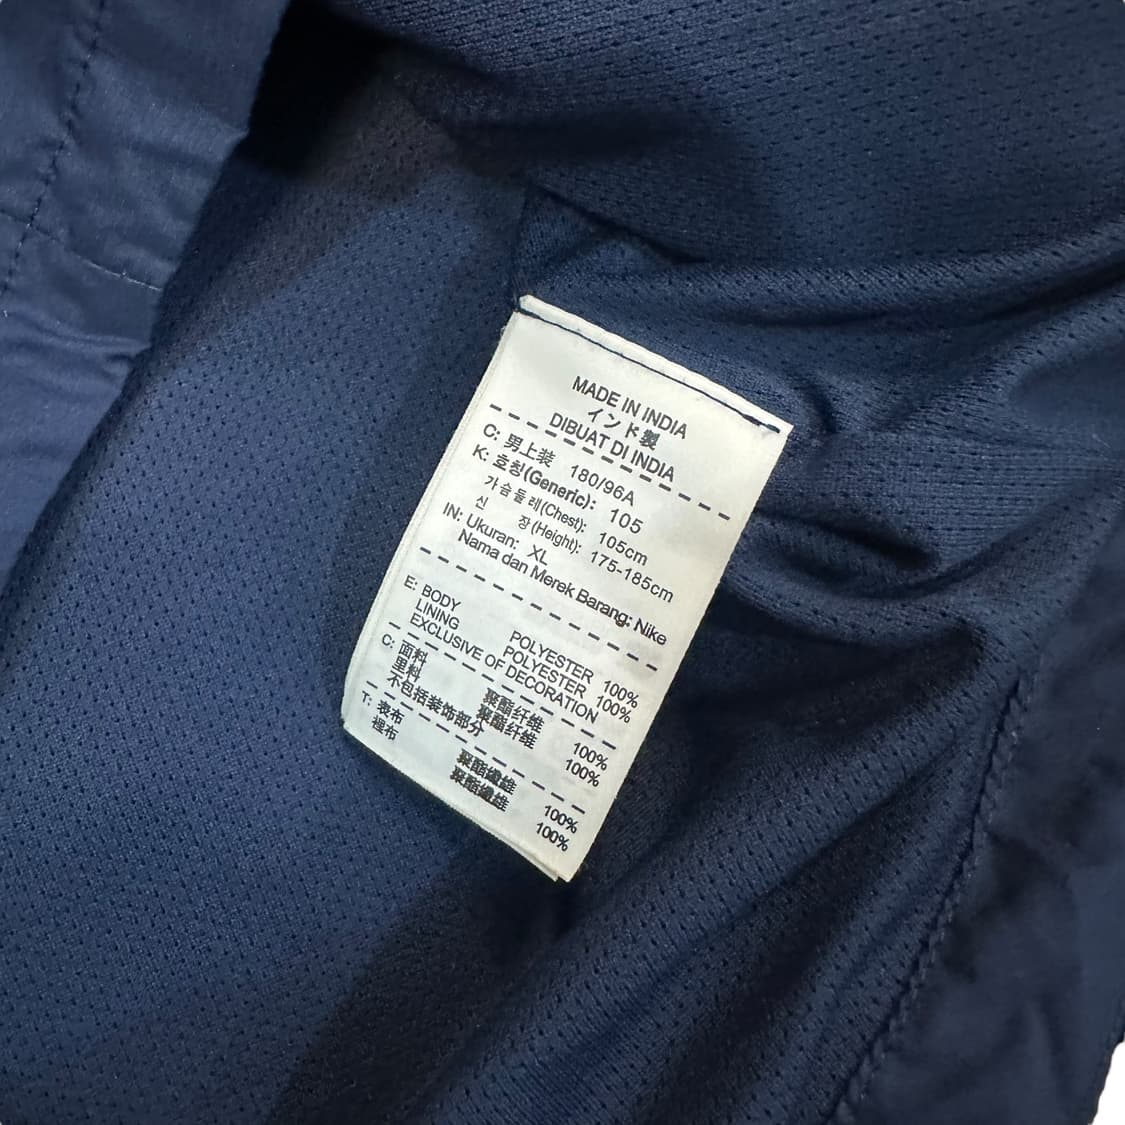 MADE IN INDIA
インド製
DIBUAT DI INDIA
C: 男上装 180/96A
K: 호칭(Generic): 105
가슴둘레(Chest): 105cm
신 장(Height): 175-185cm
IN: Ukuran: XL
Nama dan Merek Barang: Nike
E: BODY POLYESTER 100%
LINING POLYESTER 100%
EXCLUSIVE OF DECORATION
C: 面料 聚酯纤维 100%
里料 聚酯纤维 100%
不包括装饰部分
T: 表布 聚酯纖維 100%
裡布 聚酯纖維 100%